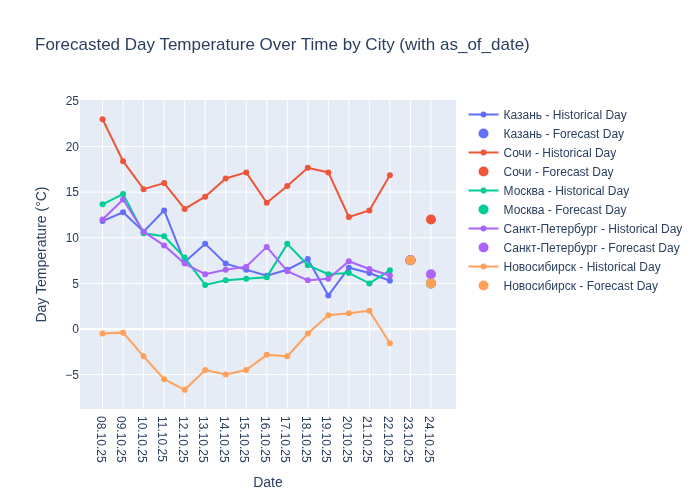 Forecasted Day Temperature Over Time by City (with as_of_date)
25
20
15
10
5
0
−5
Day Temperature (°C)
08.10.25
09.10.25
10.10.25
11.10.25
12.10.25
13.10.25
14.10.25
15.10.25
16.10.25
17.10.25
18.10.25
19.10.25
20.10.25
21.10.25
22.10.25
23.10.25
24.10.25
Date
Казань - Historical Day
Казань - Forecast Day
Сочи - Historical Day
Сочи - Forecast Day
Москва - Historical Day
Москва - Forecast Day
Санкт-Петербург - Historical Day
Санкт-Петербург - Forecast Day
Новосибирск - Historical Day
Новосибирск - Forecast Day